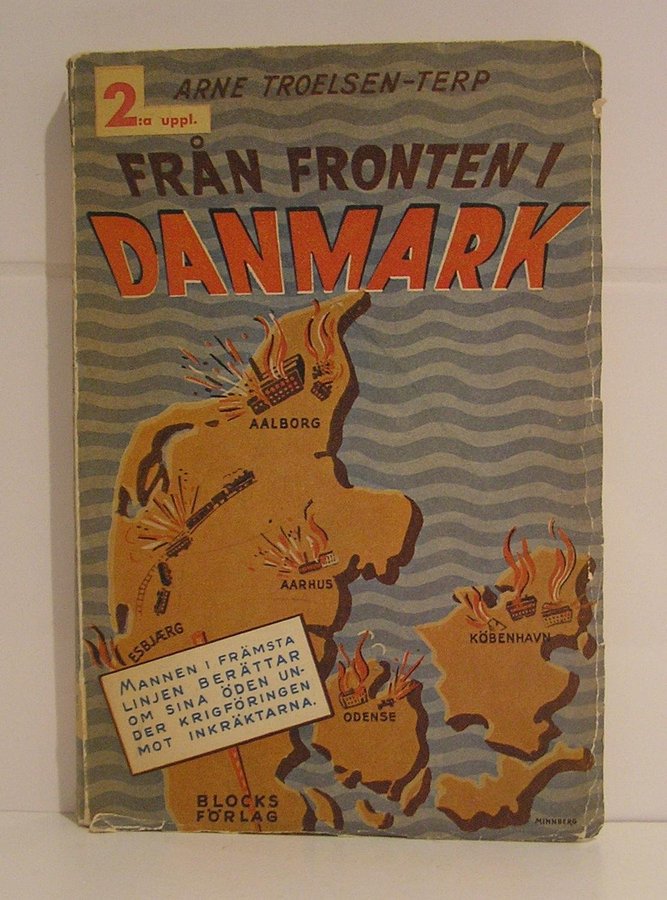 2:a uppl.
ARNE TROELSEN-TERP
FRÅN FRONTEN I
DANMARK
AALBORG
AARHUS
ESBJÆRG
KÖBENHAVN
MANNEN I FRÄMSTA
LINJEN BERÄTTAR
OM SINA ÖDEN UN-
DER KRIGFÖRINGEN
MOT INKRÄKTARNA.
ODENSE
BLOCKS
FÖRLAG
MINNBERG